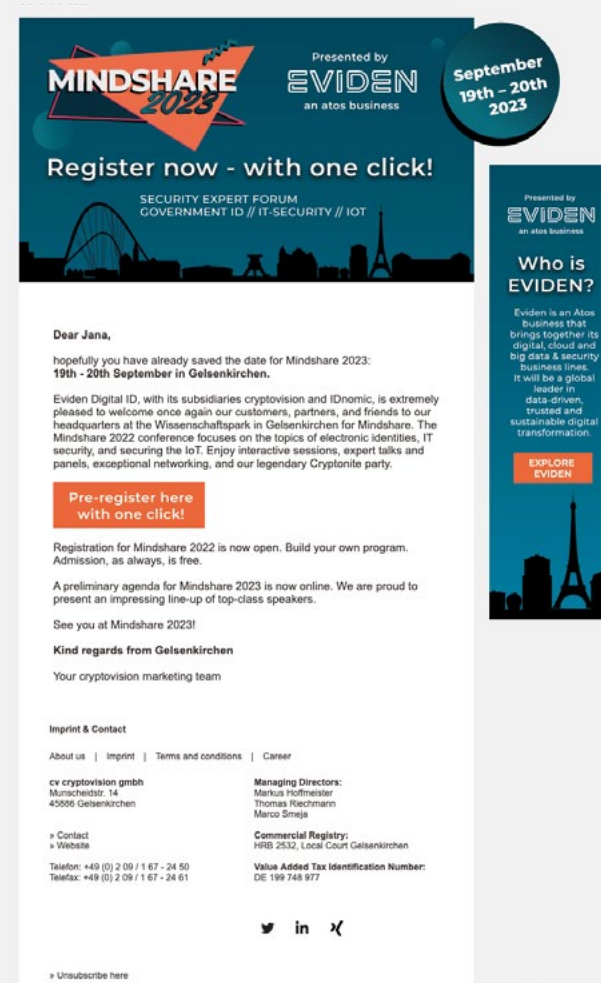 MINDSHARE
2023
Presented by
EVIDEN
an atos business
September
19th – 20th
2023
Register now - with one click!
SECURITY EXPERT FORUM
GOVERNMENT ID // IT-SECURITY // IOT
Presented by
EVIDEN
an atos business
Who is
EVIDEN?
Eviden is an Atos
business that
brings together its
digital, cloud and
big data & security
business lines.
It will be a global
leader in
data-driven,
trusted and
sustainable digital
transformation.
EXPLORE
EVIDEN
Dear Jana,
hopefully you have already saved the date for Mindshare 2023:
19th - 20th September in Gelsenkirchen.
Eviden Digital ID, with its subsidiaries cryptovision and IDnomic, is extremely
pleased to welcome once again our customers, partners, and friends to our
headquarters at the Wissenschaftspark in Gelsenkirchen for Mindshare. The
Mindshare 2022 conference focuses on the topics of electronic identities, IT
security, and securing the IoT. Enjoy interactive sessions, expert talks and
panels, exceptional networking, and our legendary Cryptonite party.
Pre-register here
with one click!
Registration for Mindshare 2022 is now open. Build your own program.
Admission, as always, is free.
A preliminary agenda for Mindshare 2023 is now online. We are proud to
present an impressing line-up of top-class speakers.
See you at Mindshare 2023!
Kind regards from Gelsenkirchen
Your cryptovision marketing team
Imprint & Contact
About us | Imprint | Terms and conditions | Career
cv cryptovision gmbh
Munscheidstr. 14
45886 Gelsenkirchen
» Contact
» Website
Telefon: +49 (0) 2 09 / 1 67 - 24 50
Telefax: +49 (0) 2 09 / 1 67 - 24 61
Managing Directors:
Markus Hoffmeister
Thomas Riechmann
Marco Smeja
Commercial Registry:
HRB 2532, Local Court Gelsenkirchen
Value Added Tax Identification Number:
DE 199 748 977
in
» Unsubscribe here